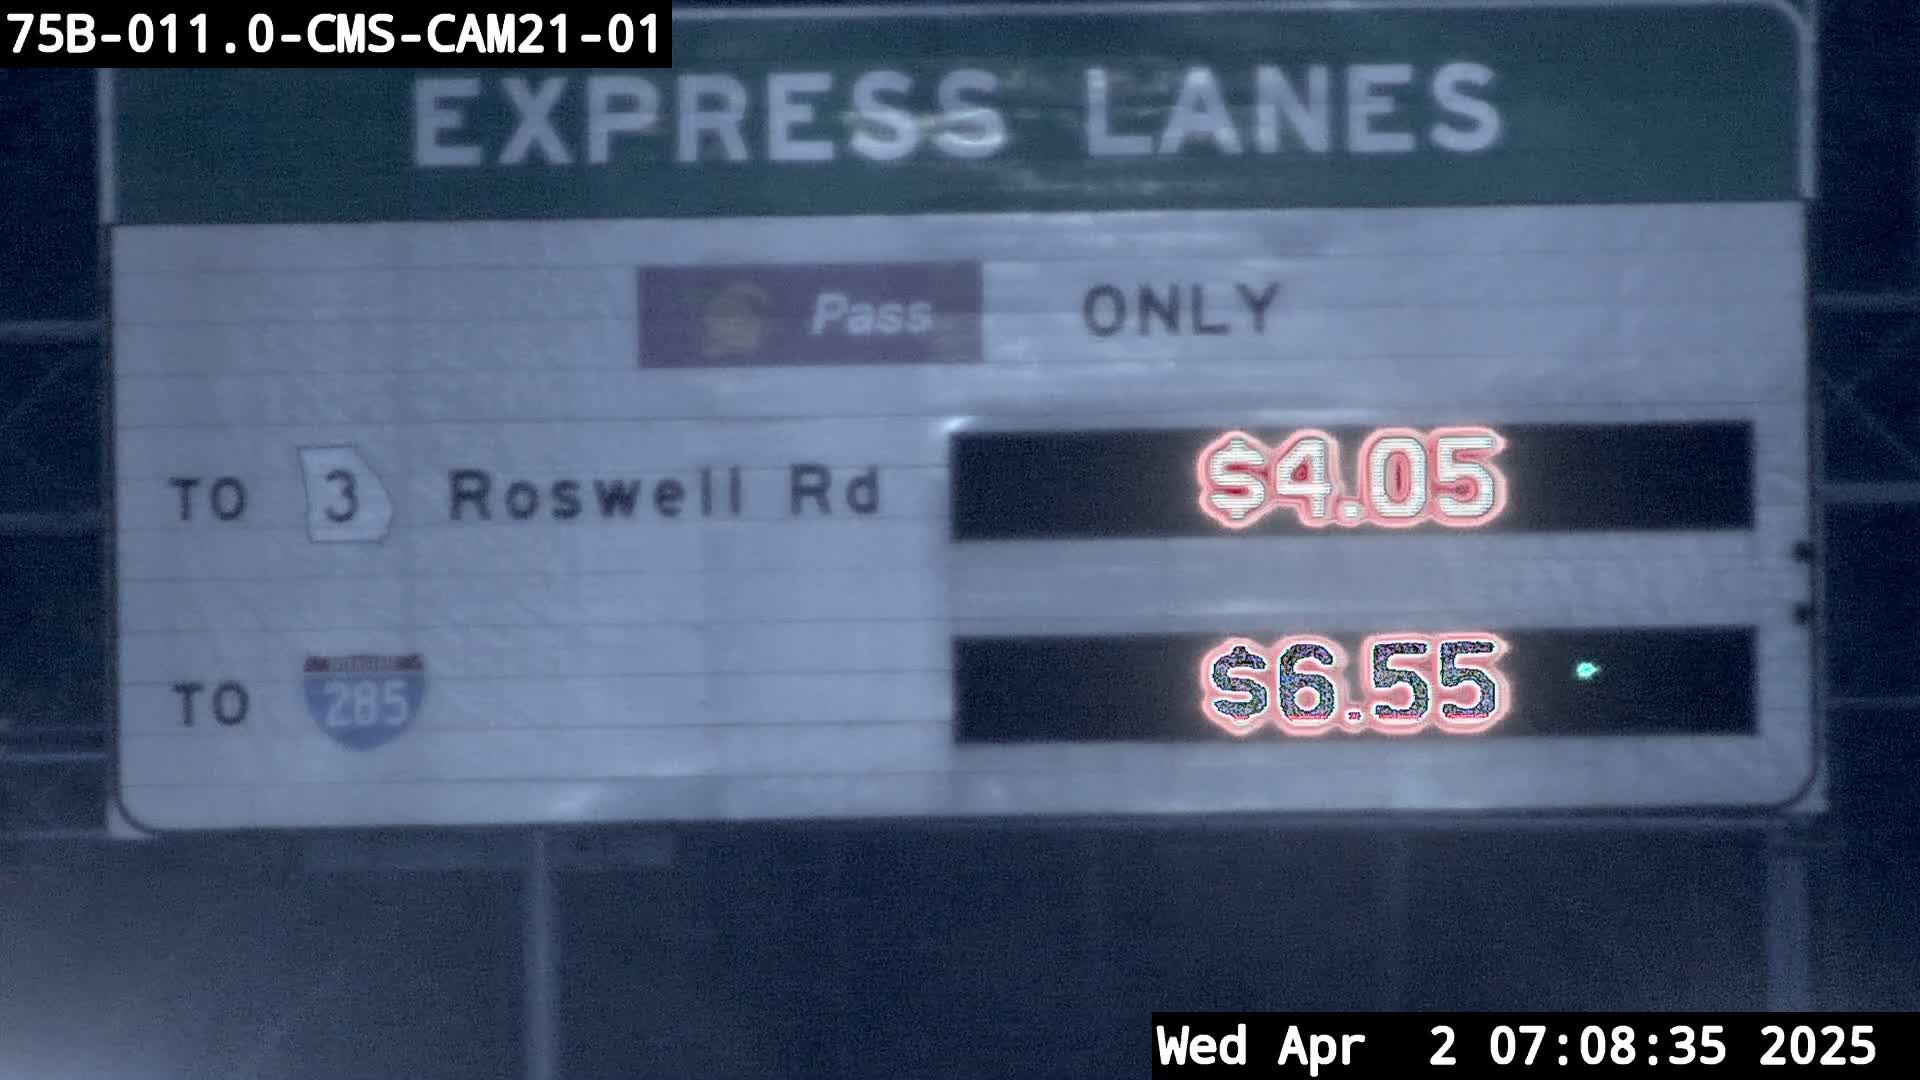 75B-011.0-CMS-CAM21-01
EXPRESS LANES
Pass ONLY
TO 3 Roswell Rd $4.05
TO 285 $6.55
Wed Apr 2 07:08:35 2025